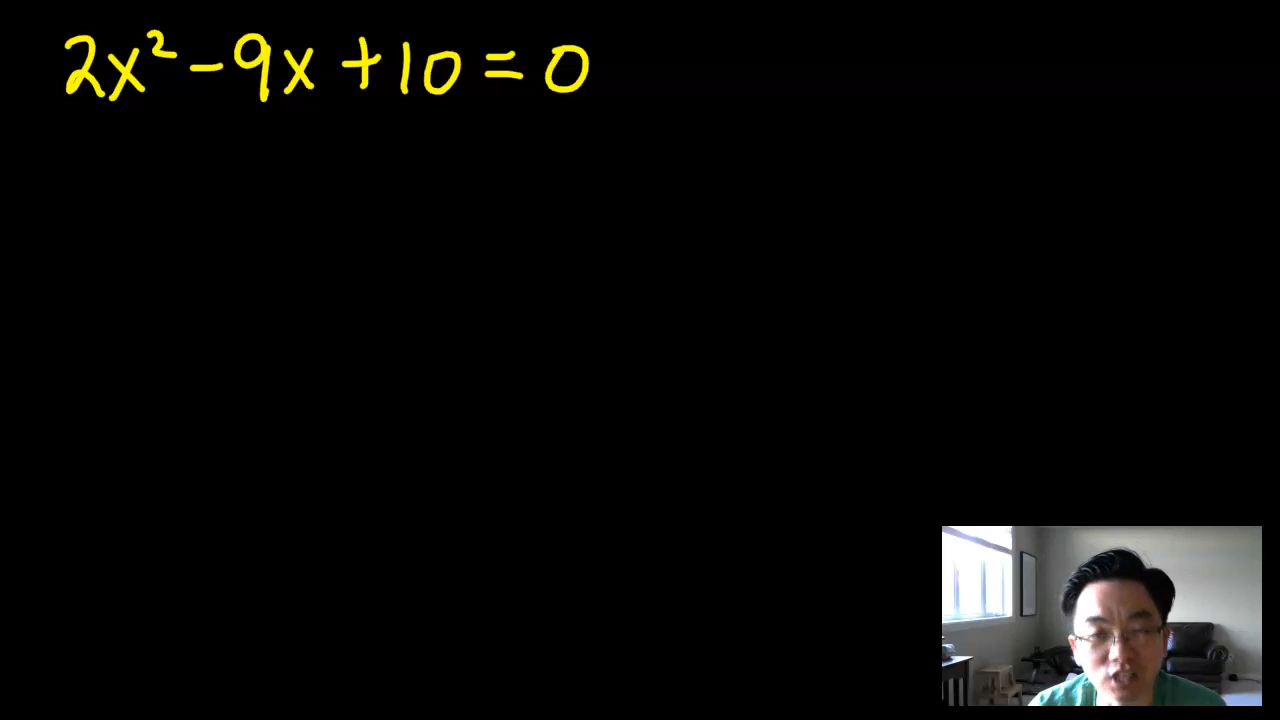 2x² - 9x + 10 = 0